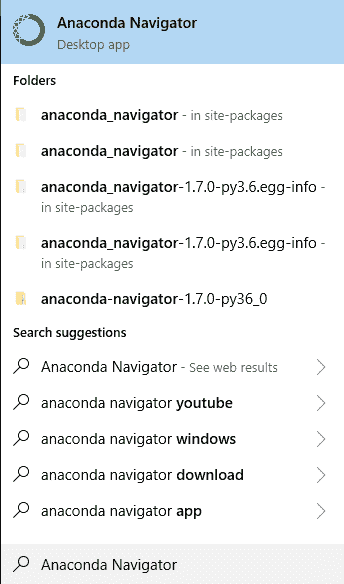 Anaconda Navigator
Desktop app
Folders
anaconda_navigator - in site-packages
anaconda_navigator - in site-packages
anaconda_navigator-1.7.0-py3.6.egg-info -
in site-packages
anaconda_navigator-1.7.0-py3.6.egg-info -
in site-packages
anaconda-navigator-1.7.0-py36_0
Search suggestions
Anaconda Navigator - See web results
anaconda navigator youtube
anaconda navigator windows
anaconda navigator download
anaconda navigator app
Anaconda Navigator